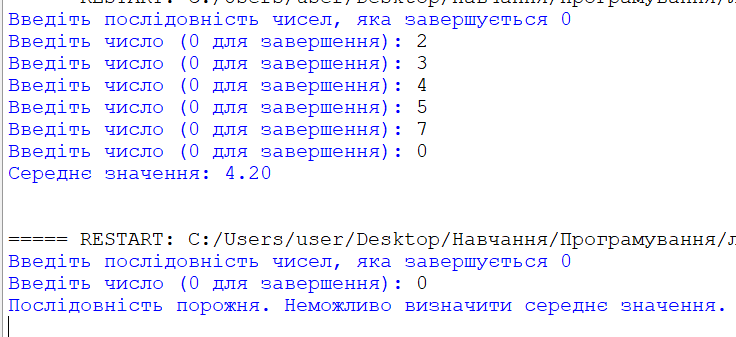 RESTART: C:/Users/user/Desktop/Навчання/Програмування/л
Введіть послідовність чисел, яка завершується 0
Введіть число (0 для завершення): 2
Введіть число (0 для завершення): 3
Введіть число (0 для завершення): 4
Введіть число (0 для завершення): 5
Введіть число (0 для завершення): 7
Введіть число (0 для завершення): 0
Середнє значення: 4.20
===== RESTART: C:/Users/user/Desktop/Навчання/Програмування/л
Введіть послідовність чисел, яка завершується 0
Введіть число (0 для завершення): 0
Послідовність порожня. Неможливо визначити середнє значення.